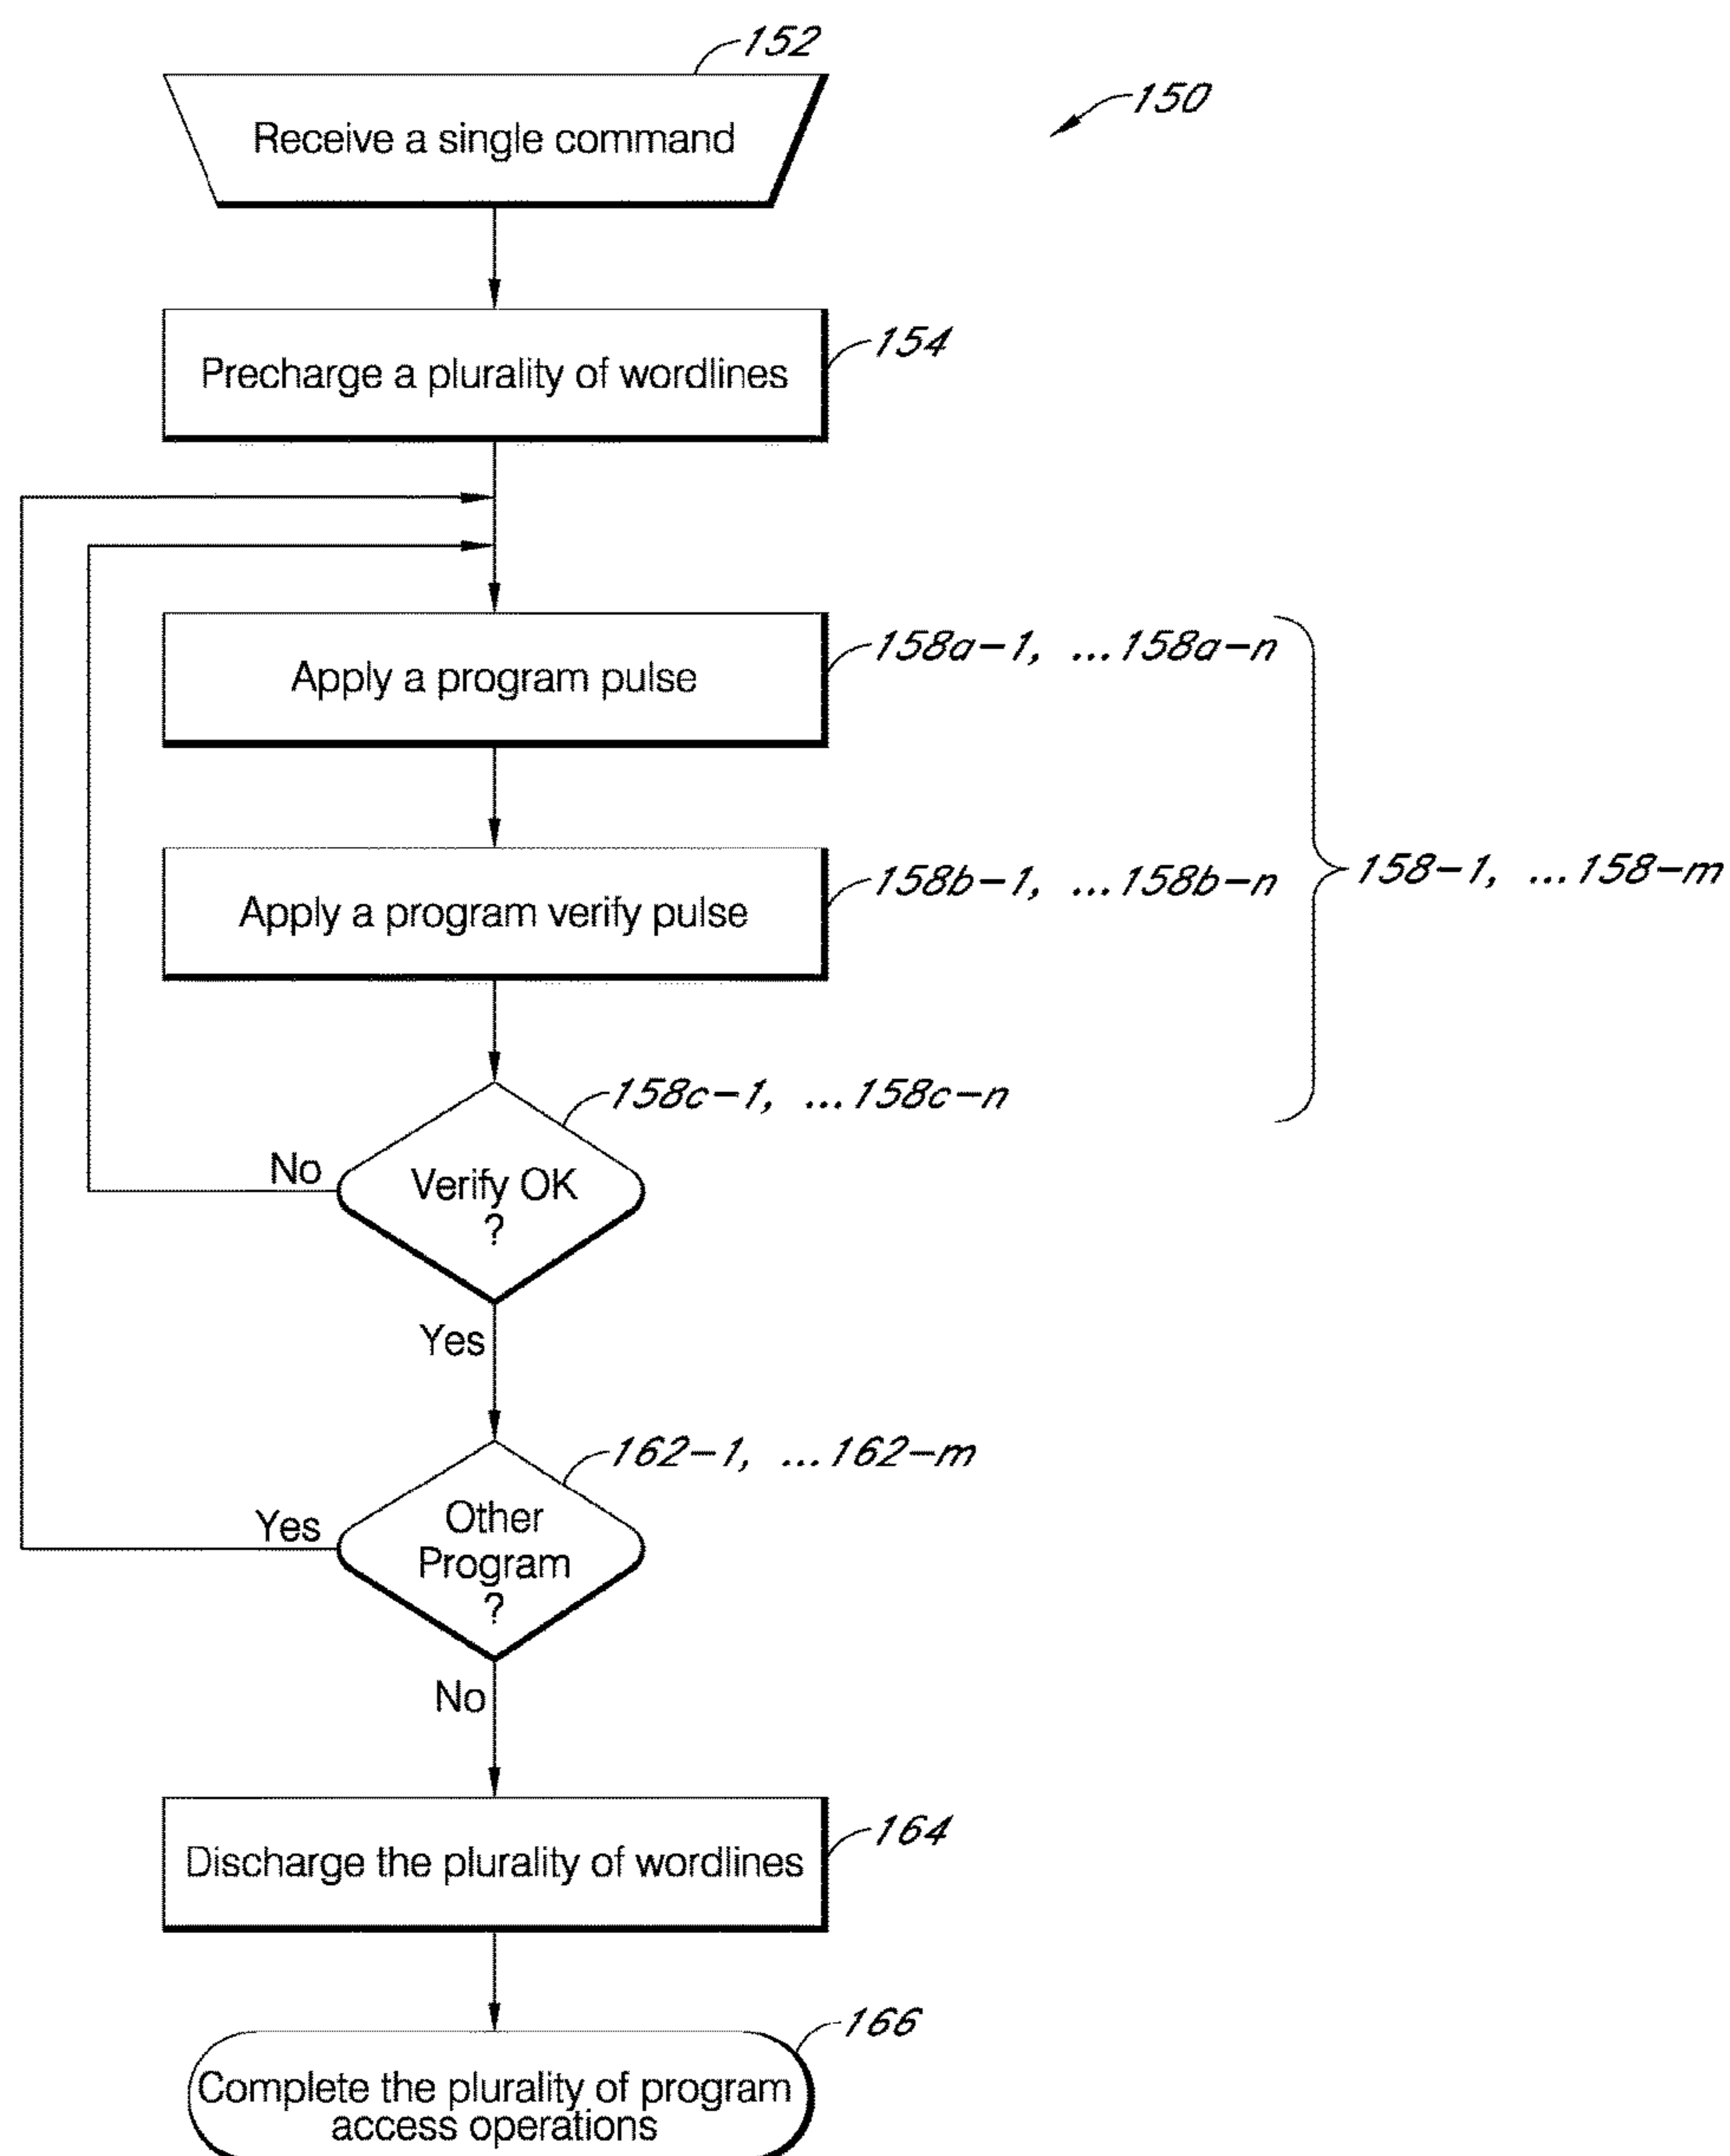 152
150
Receive a single command
154
Precharge a plurality of wordlines
158a-1, ...158a-n
Apply a program pulse
158b-1, ...158b-n
158-1, ...158-m
Apply a program verify pulse
158c-1, ...158c-n
No
Verify OK
?
Yes
162-1, ...162-m
Yes
Other
Program
?
No
164
Discharge the plurality of wordlines
166
Complete the plurality of program
access operations